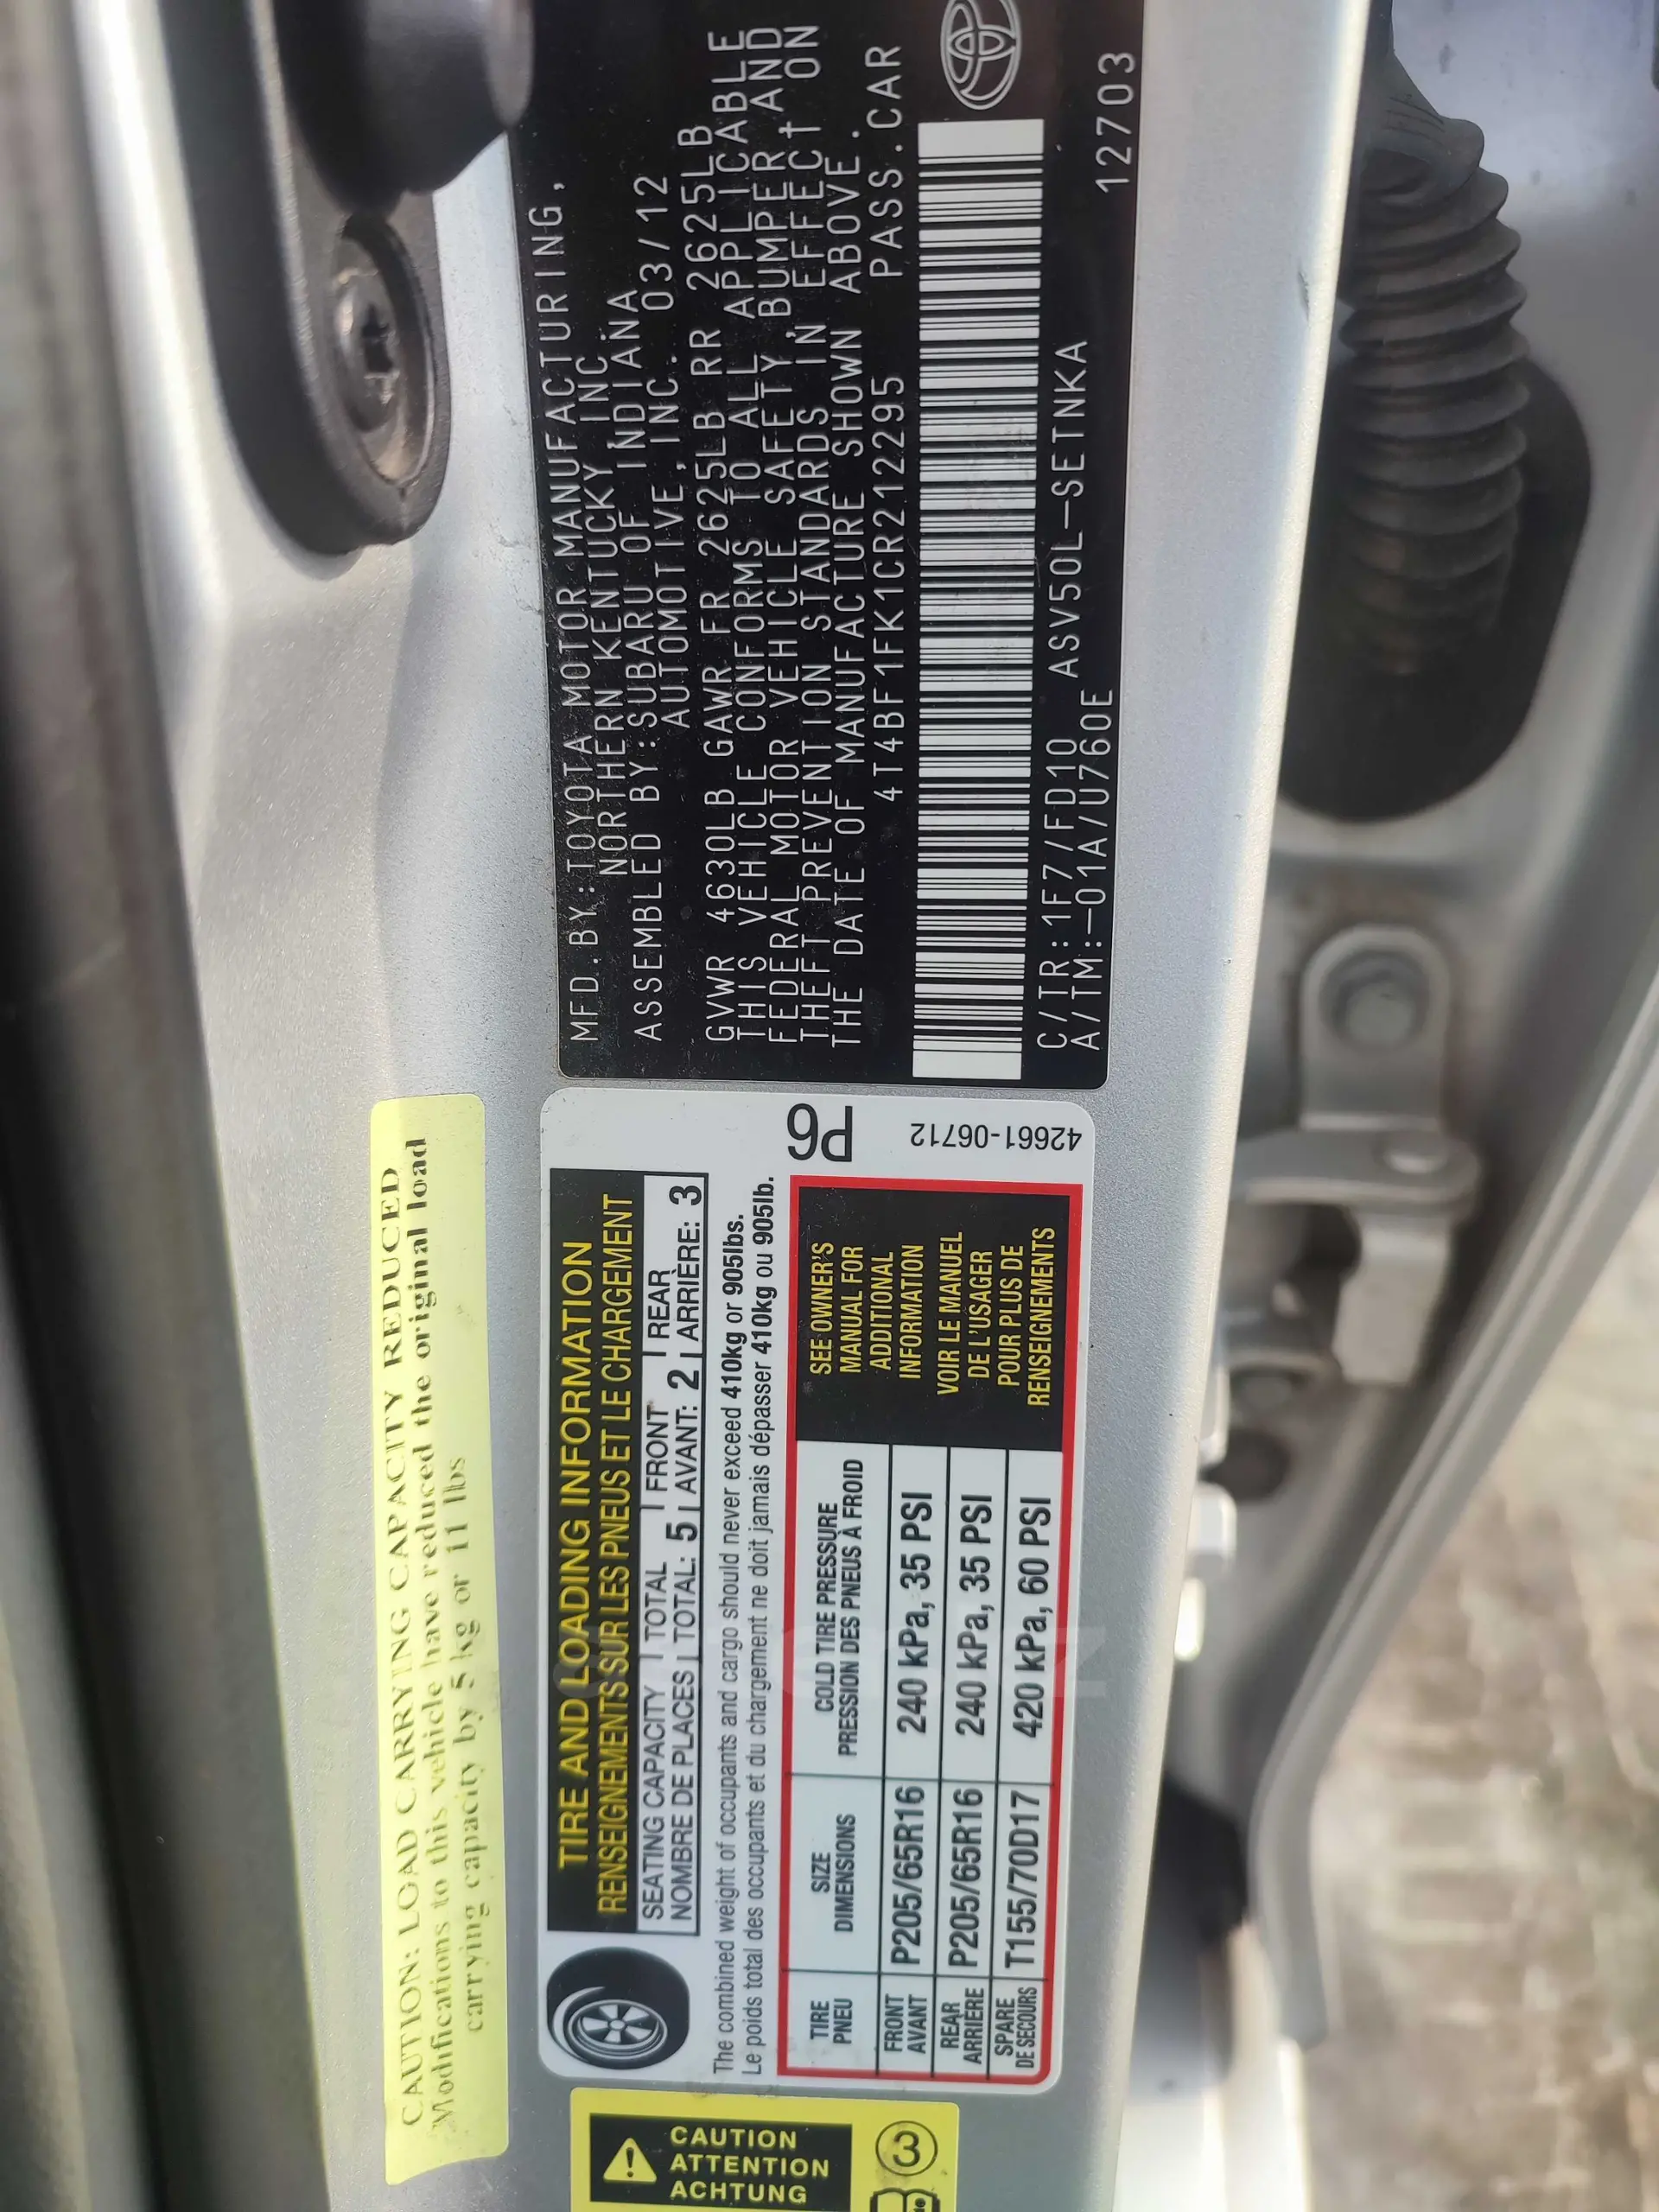 CAUTION: LOAD CARRYING CAPACITY REDUCED
Modifications to this vehicle have reduced the original load
carrying capacity by 5 kg or 11 lbs
CAUTION
ATTENTION
ACHTUNG
3
TIRE AND LOADING INFORMATION
RENSEIGNEMENTS SUR LES PNEUS ET LE CHARGEMENT
SEATING CAPACITY TOTAL FRONT REAR
NOMBRE DE PLACES TOTAL: 5 AVANT: 2 ARRIÈRE: 3
The combined weight of occupants and cargo should never exceed 410kg or 905lbs.
Le poids total des occupants et du chargement ne doit jamais dépasser 410kg ou 905lb.
TIRE SIZE COLD TIRE PRESSURE
PNEU DIMENSIONS PRESSION DES PNEUS À FROID
FRONT
AVANT P205/65R16 240 kPa, 35 PSI
REAR
ARRIÈRE P205/65R16 240 kPa, 35 PSI
SPARE
DE SECOURS T155/70D17 420 kPa, 60 PSI
SEE OWNER'S
MANUAL FOR
ADDITIONAL
INFORMATION
VOIR LE MANUEL
DE L'USAGER
POUR PLUS DE
RENSEIGNEMENTS
P6
42661-06712
MFD.BY:TOYOTA MOTOR MANUFACTURING,
NORTHERN KENTUCKY INC
ASSEMBLED BY:SUBARU OF INDIANA
AUTOMOTIVE,INC. 03/12
GVWR 4630LB GAWR FR 2625LB RR 2625LB
THIS VEHICLE CONFORMS TO ALL APPLICABLE
FEDERAL MOTOR VEHICLE SAFETY,BUMPER AND
THEFT PREVENTION STANDARDS IN EFFECT ON
THE DATE OF MANUFACTURE SHOWN ABOVE.
4T4BF1FK1CR212295 PASS.CAR
C/TR:1F7/FD10 ASV50L-SETNKA
A/TM:-01A/U760E
12703